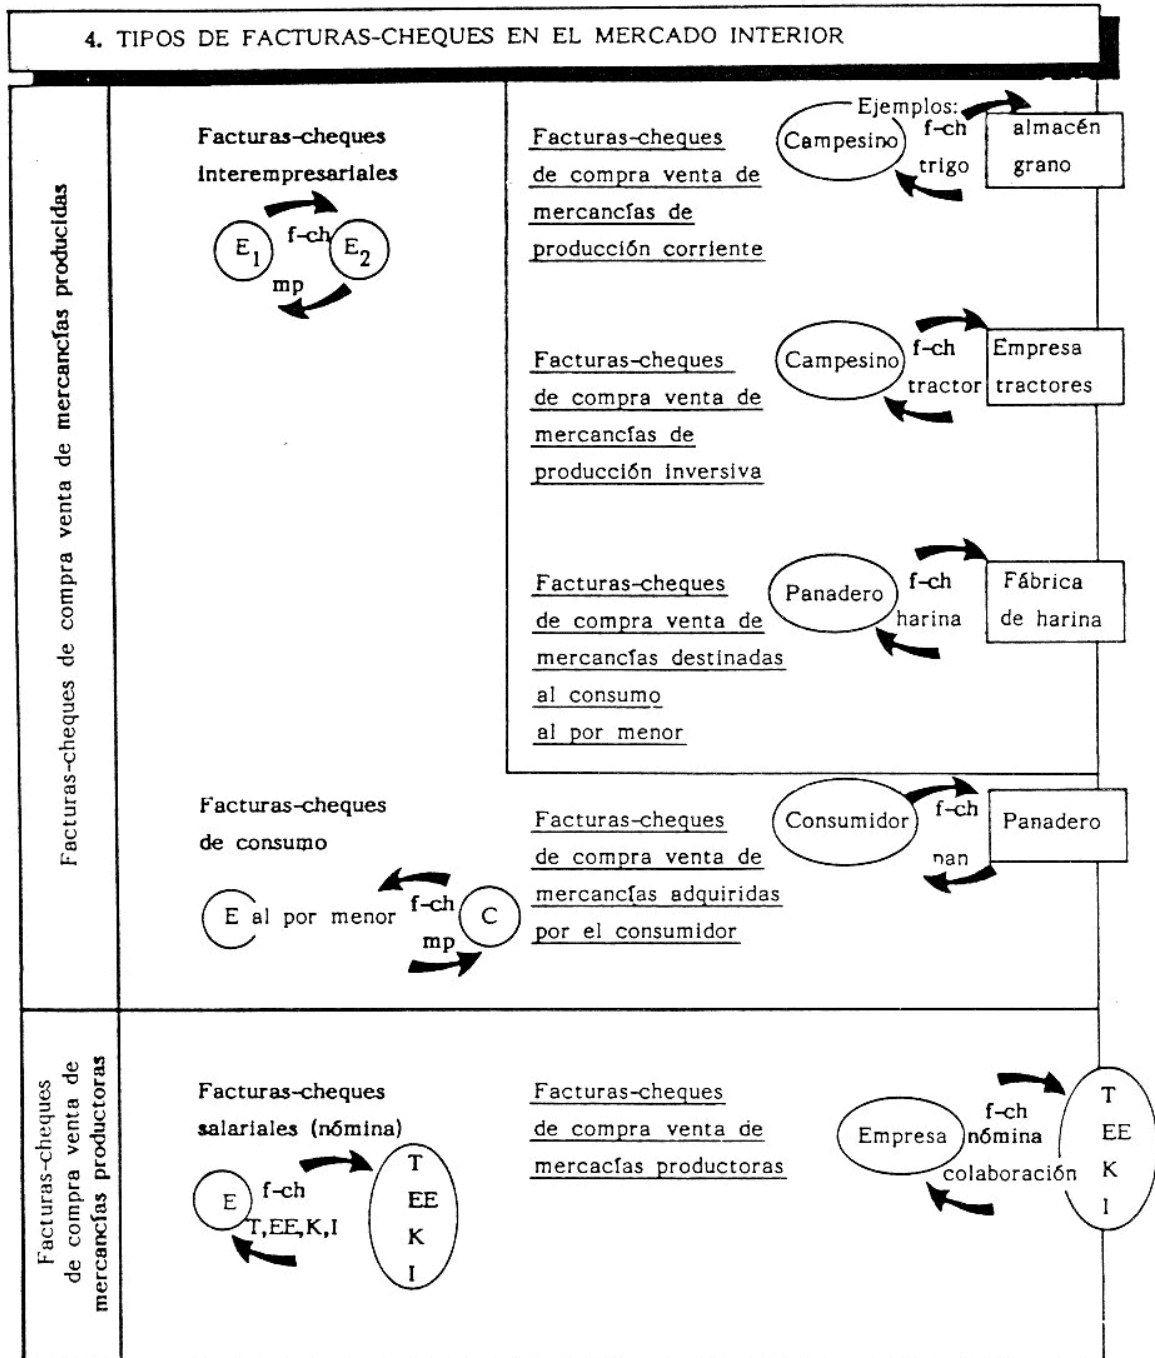 4. TIPOS DE FACTURAS-CHEQUES EN EL MERCADO INTERIOR
Facturas-cheques de compra venta de mercancías producidas
Facturas-cheques
interempresariales
E1
f-ch
E2
mp
Facturas-cheques
de compra venta de
mercancías de
producción corriente
Ejemplos:
Campesino
f-ch
trigo
almacén
grano
Facturas-cheques
de compra venta de
mercancías de
producción inversiva
Campesino
f-ch
tractor
Empresa
tractores
Facturas-cheques
de compra venta de
mercancías destinadas
al consumo
al por menor
Panadero
f-ch
harina
Fábrica
de harina
Facturas-cheques
de consumo
E al por menor
f-ch
mp
C
Facturas-cheques
de compra venta de
mercancías adquiridas
por el consumidor
Consumidor
f-ch
pan
Panadero
Facturas-cheques
de compra venta de
mercancías productoras
Facturas-cheques
salariales (nómina)
E
f-ch
T,EE,K,I
T
EE
K
I
Facturas-cheques
de compra venta de
mercacías productoras
Empresa
f-ch
nómina
colaboración
T
EE
K
I